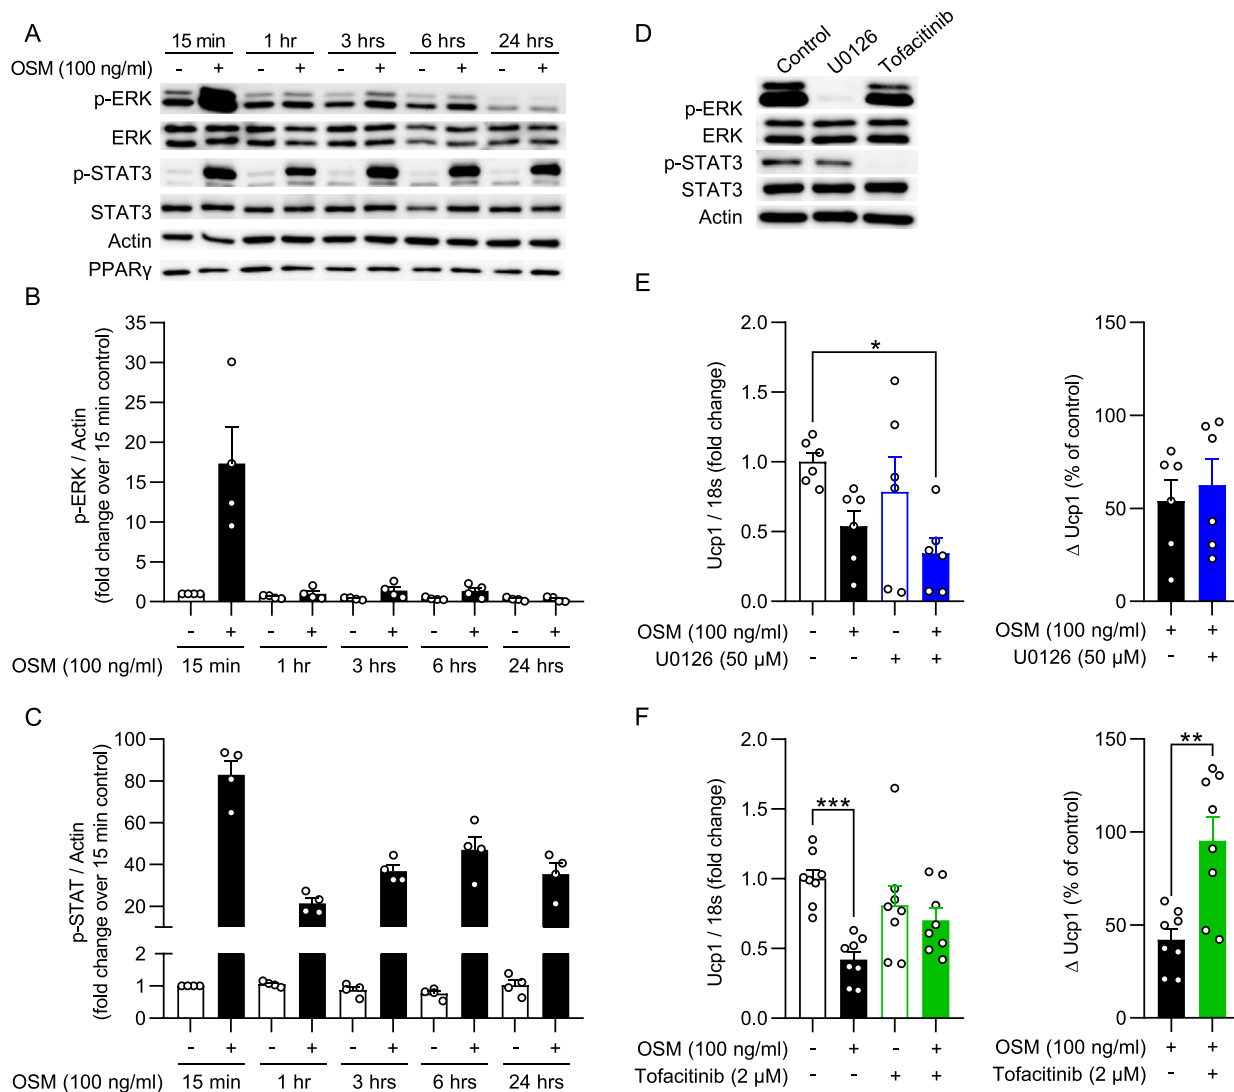 A
15 min 1 hr 3 hrs 6 hrs 24 hrs
OSM (100 ng/ml) - + - + - + - + - +
p-ERK
ERK
p-STAT3
STAT3
Actin
PPARγ
B
p-ERK / Actin
(fold change over 15 min control)
35
30
25
20
15
10
5
0
- + - + - + - + - +
OSM (100 ng/ml) 15 min 1 hr 3 hrs 6 hrs 24 hrs
C
p-STAT / Actin
(fold change over 15 min control)
100
80
60
40
20
2
1
0
- + - + - + - + - +
OSM (100 ng/ml) 15 min 1 hr 3 hrs 6 hrs 24 hrs
D
Control U0126 Tofacitinib
p-ERK
ERK
p-STAT3
STAT3
Actin
E
Ucp1 / 18s (fold change)
2.0
1.5
1.0
0.5
0.0
*
OSM (100 ng/ml) - + - +
U0126 (50 µM) - - + +
Δ Ucp1 (% of control)
150
100
50
0
OSM (100 ng/ml) + +
U0126 (50 µM) - +
F
Ucp1 / 18s (fold change)
2.0
1.5
1.0
0.5
0.0
***
OSM (100 ng/ml) - + - +
Tofacitinib (2 µM) - - + +
Δ Ucp1 (% of control)
150
100
50
0
**
OSM (100 ng/ml) + +
Tofacitinib (2 µM) - +